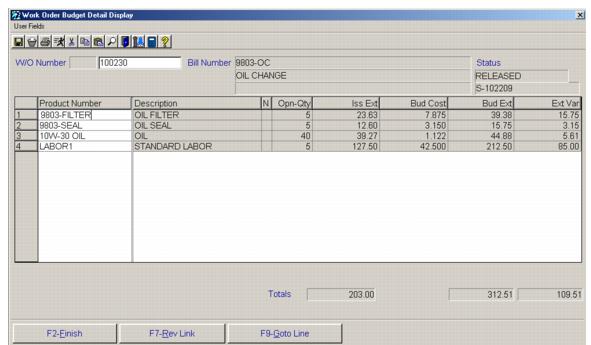 Work Order Budget Detail Display
User Fields
W/O Number 100230 Bill Number 9803-OC Status
OIL CHANGE RELEASED
S-102209
Product Number Description N Opn-Qty Iss Ext Bud Cost Bud Ext Ext Var
1 9803-FILTER OIL FILTER 5 23.63 7.875 39.38 15.75
2 9803-SEAL OIL SEAL 5 12.60 3.150 15.75 3.15
3 10W-30 OIL OIL 40 39.27 1.122 44.88 5.61
4 LABOR1 STANDARD LABOR 5 127.50 42.500 212.50 85.00
Totals 203.00 312.51 109.51
F2-Finish F7-Rev Link F9-Goto Line